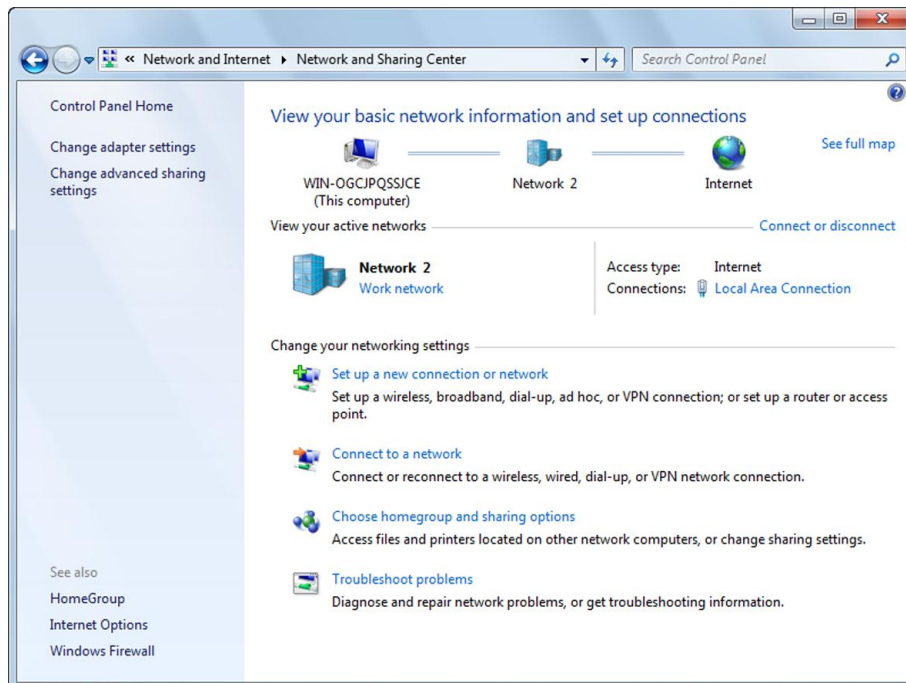 « Network and Internet ▸ Network and Sharing Center
Search Control Panel
Control Panel Home
Change adapter settings
Change advanced sharing
settings
See also
HomeGroup
Internet Options
Windows Firewall
View your basic network information and set up connections
See full map
WIN-OGCJPQSSJCE
(This computer)
Network 2
Internet
View your active networks
Connect or disconnect
Network 2
Work network
Access type: Internet
Connections: Local Area Connection
Change your networking settings
Set up a new connection or network
Set up a wireless, broadband, dial-up, ad hoc, or VPN connection; or set up a router or access
point.
Connect to a network
Connect or reconnect to a wireless, wired, dial-up, or VPN network connection.
Choose homegroup and sharing options
Access files and printers located on other network computers, or change sharing settings.
Troubleshoot problems
Diagnose and repair network problems, or get troubleshooting information.